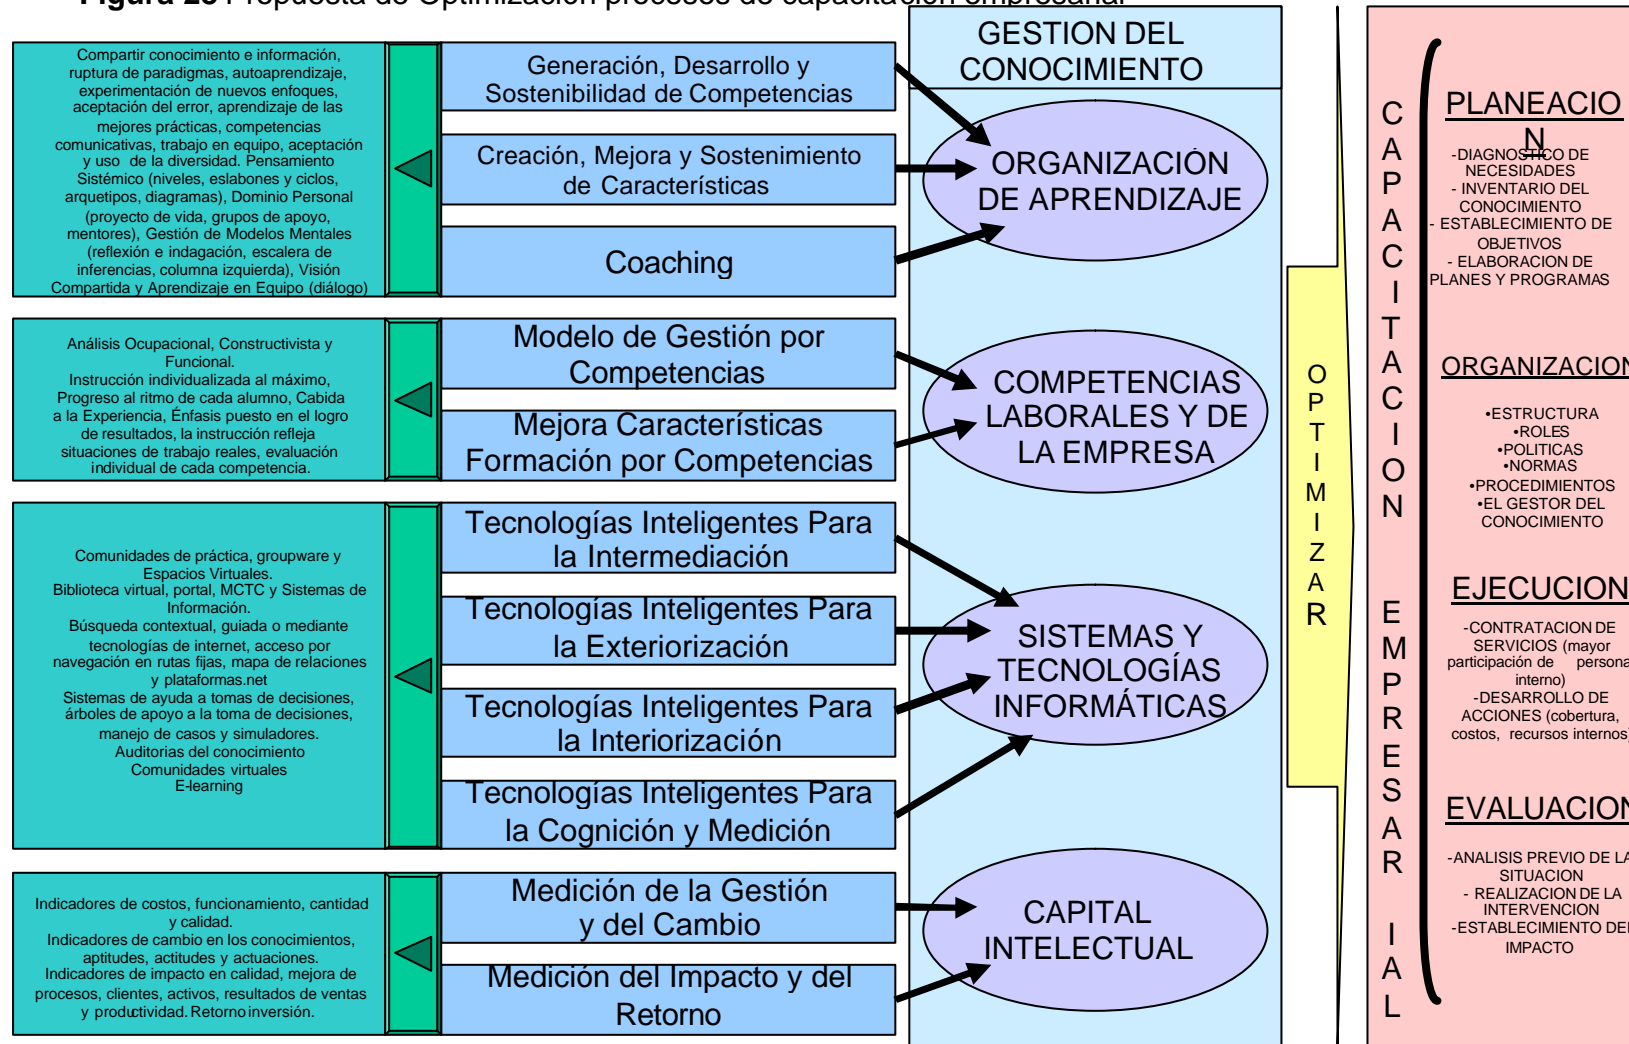 Figura 28 Propuesta de Optimización procesos de capacitación empresarial
Compartir conocimiento e información,
ruptura de paradigmas, autoaprendizaje,
experimentación de nuevos enfoques,
aceptación del error, aprendizaje de las
mejores prácticas, competencias
comunicativas, trabajo en equipo, aceptación
y uso de la diversidad. Pensamiento
Sistémico (niveles, eslabones y ciclos,
arquetipos, diagramas), Dominio Personal
(proyecto de vida, grupos de apoyo,
mentores), Gestión de Modelos Mentales
(reflexión e indagación, escalera de
inferencias, columna izquierda), Visión
Compartida y Aprendizaje en Equipo (diálogo)
Análisis Ocupacional, Constructivista y
Funcional.
Instrucción individualizada al máximo,
Progreso al ritmo de cada alumno, Cabida
a la Experiencia, Énfasis puesto en el logro
de resultados, la instrucción refleja
situaciones de trabajo reales, evaluación
individual de cada competencia.
Comunidades de práctica, groupware y
Espacios Virtuales.
Biblioteca virtual, portal, MCTC y Sistemas de
Información.
Búsqueda contextual, guiada o mediante
tecnologías de internet, acceso por
navegación en rutas fijas, mapa de relaciones
y plataformas.net
Sistemas de ayuda a tomas de decisiones,
árboles de apoyo a la toma de decisiones,
manejo de casos y simuladores.
Auditorias del conocimiento
Comunidades virtuales
E-learning
Indicadores de costos, funcionamiento, cantidad
y calidad.
Indicadores de cambio en los conocimientos,
aptitudes, actitudes y actuaciones.
Indicadores de impacto en calidad, mejora de
procesos, clientes, activos, resultados de ventas
y productividad. Retorno inversión.
Generación, Desarrollo y
Sostenibilidad de Competencias
Creación, Mejora y Sostenimiento
de Características
Coaching
Modelo de Gestión por
Competencias
Mejora Características
Formación por Competencias
Tecnologías Inteligentes Para
la Intermediación
Tecnologías Inteligentes Para
la Exteriorización
Tecnologías Inteligentes Para
la Interiorización
Tecnologías Inteligentes Para
la Cognición y Medición
Medición de la Gestión
y del Cambio
Medición del Impacto y del
Retorno
GESTION DEL
CONOCIMIENTO
ORGANIZACIÓN
DE APRENDIZAJE
COMPETENCIAS
LABORALES Y DE
LA EMPRESA
SISTEMAS Y
TECNOLOGÍAS
INFORMÁTICAS
CAPITAL
INTELECTUAL
OPTIMIZAR
CAPACITACION EMPRESARIAL
PLANEACIO
N
-DIAGNOSTICO DE
NECESIDADES
- INVENTARIO DEL
CONOCIMIENTO
- ESTABLECIMIENTO DE
OBJETIVOS
- ELABORACION DE
PLANES Y PROGRAMAS
ORGANIZACION
•ESTRUCTURA
•ROLES
•POLITICAS
•NORMAS
•PROCEDIMIENTOS
•EL GESTOR DEL
CONOCIMIENTO
EJECUCION
-CONTRATACION DE
SERVICIOS (mayor
participación de persona
interno)
-DESARROLLO DE
ACCIONES (cobertura,
costos, recursos internos)
EVALUACION
-ANALISIS PREVIO DE LA
SITUACION
- REALIZACION DE LA
INTERVENCION
-ESTABLECIMIENTO DEL
IMPACTO